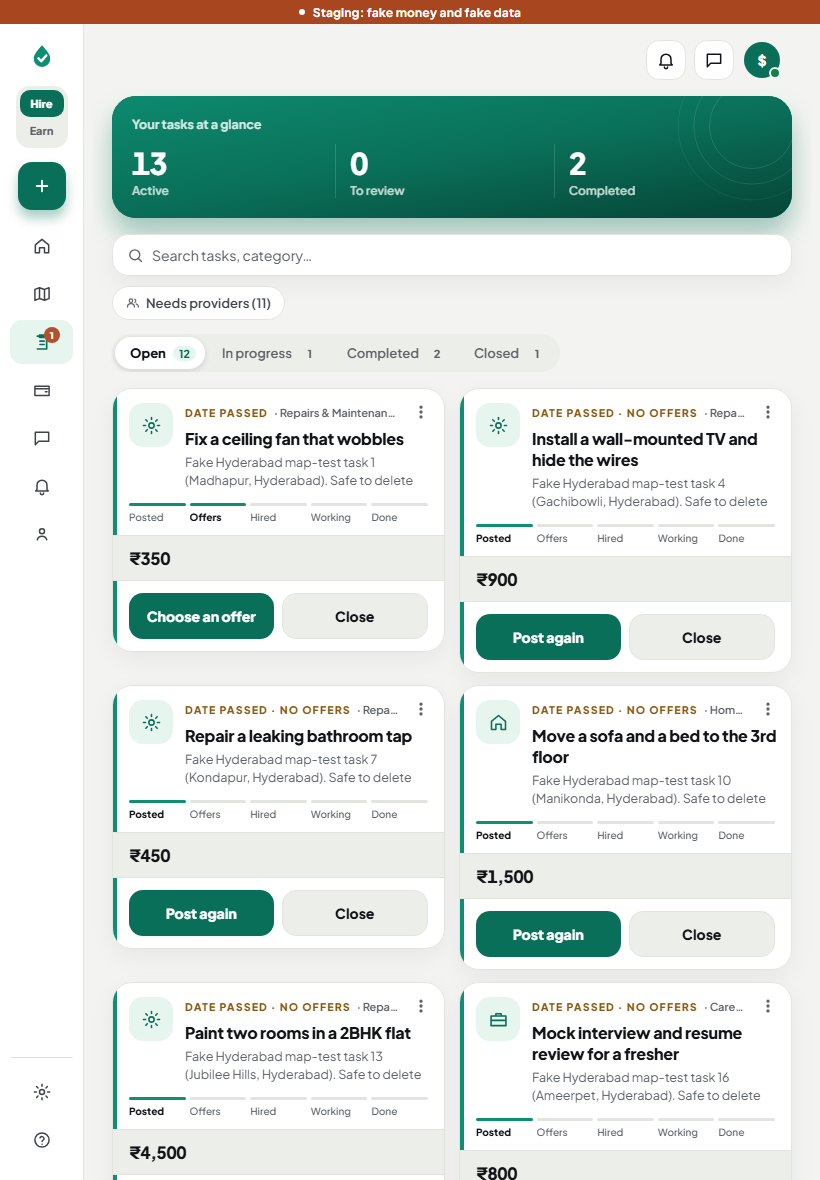 Staging: fake money and fake data
Hire
Earn
1
$
Your tasks at a glance
13
Active
0
To review
2
Completed
Search tasks, category…
Needs providers (11)
Open 12
In progress 1
Completed 2
Closed 1
DATE PASSED · Repairs & Maintenan…
Fix a ceiling fan that wobbles
Fake Hyderabad map-test task 1
(Madhapur, Hyderabad). Safe to delete
Posted Offers Hired Working Done
₹350
Choose an offer
Close
DATE PASSED · NO OFFERS · Repa…
Install a wall-mounted TV and
hide the wires
Fake Hyderabad map-test task 4
(Gachibowli, Hyderabad). Safe to delete
Posted Offers Hired Working Done
₹900
Post again
Close
DATE PASSED · NO OFFERS · Repa…
Repair a leaking bathroom tap
Fake Hyderabad map-test task 7
(Kondapur, Hyderabad). Safe to delete
Posted Offers Hired Working Done
₹450
Post again
Close
DATE PASSED · NO OFFERS · Hom…
Move a sofa and a bed to the 3rd
floor
Fake Hyderabad map-test task 10
(Manikonda, Hyderabad). Safe to delete
Posted Offers Hired Working Done
₹1,500
Post again
Close
DATE PASSED · NO OFFERS · Repa…
Paint two rooms in a 2BHK flat
Fake Hyderabad map-test task 13
(Jubilee Hills, Hyderabad). Safe to delete
Posted Offers Hired Working Done
₹4,500
DATE PASSED · NO OFFERS · Care…
Mock interview and resume
review for a fresher
Fake Hyderabad map-test task 16
(Ameerpet, Hyderabad). Safe to delete
Posted Offers Hired Working Done
₹800